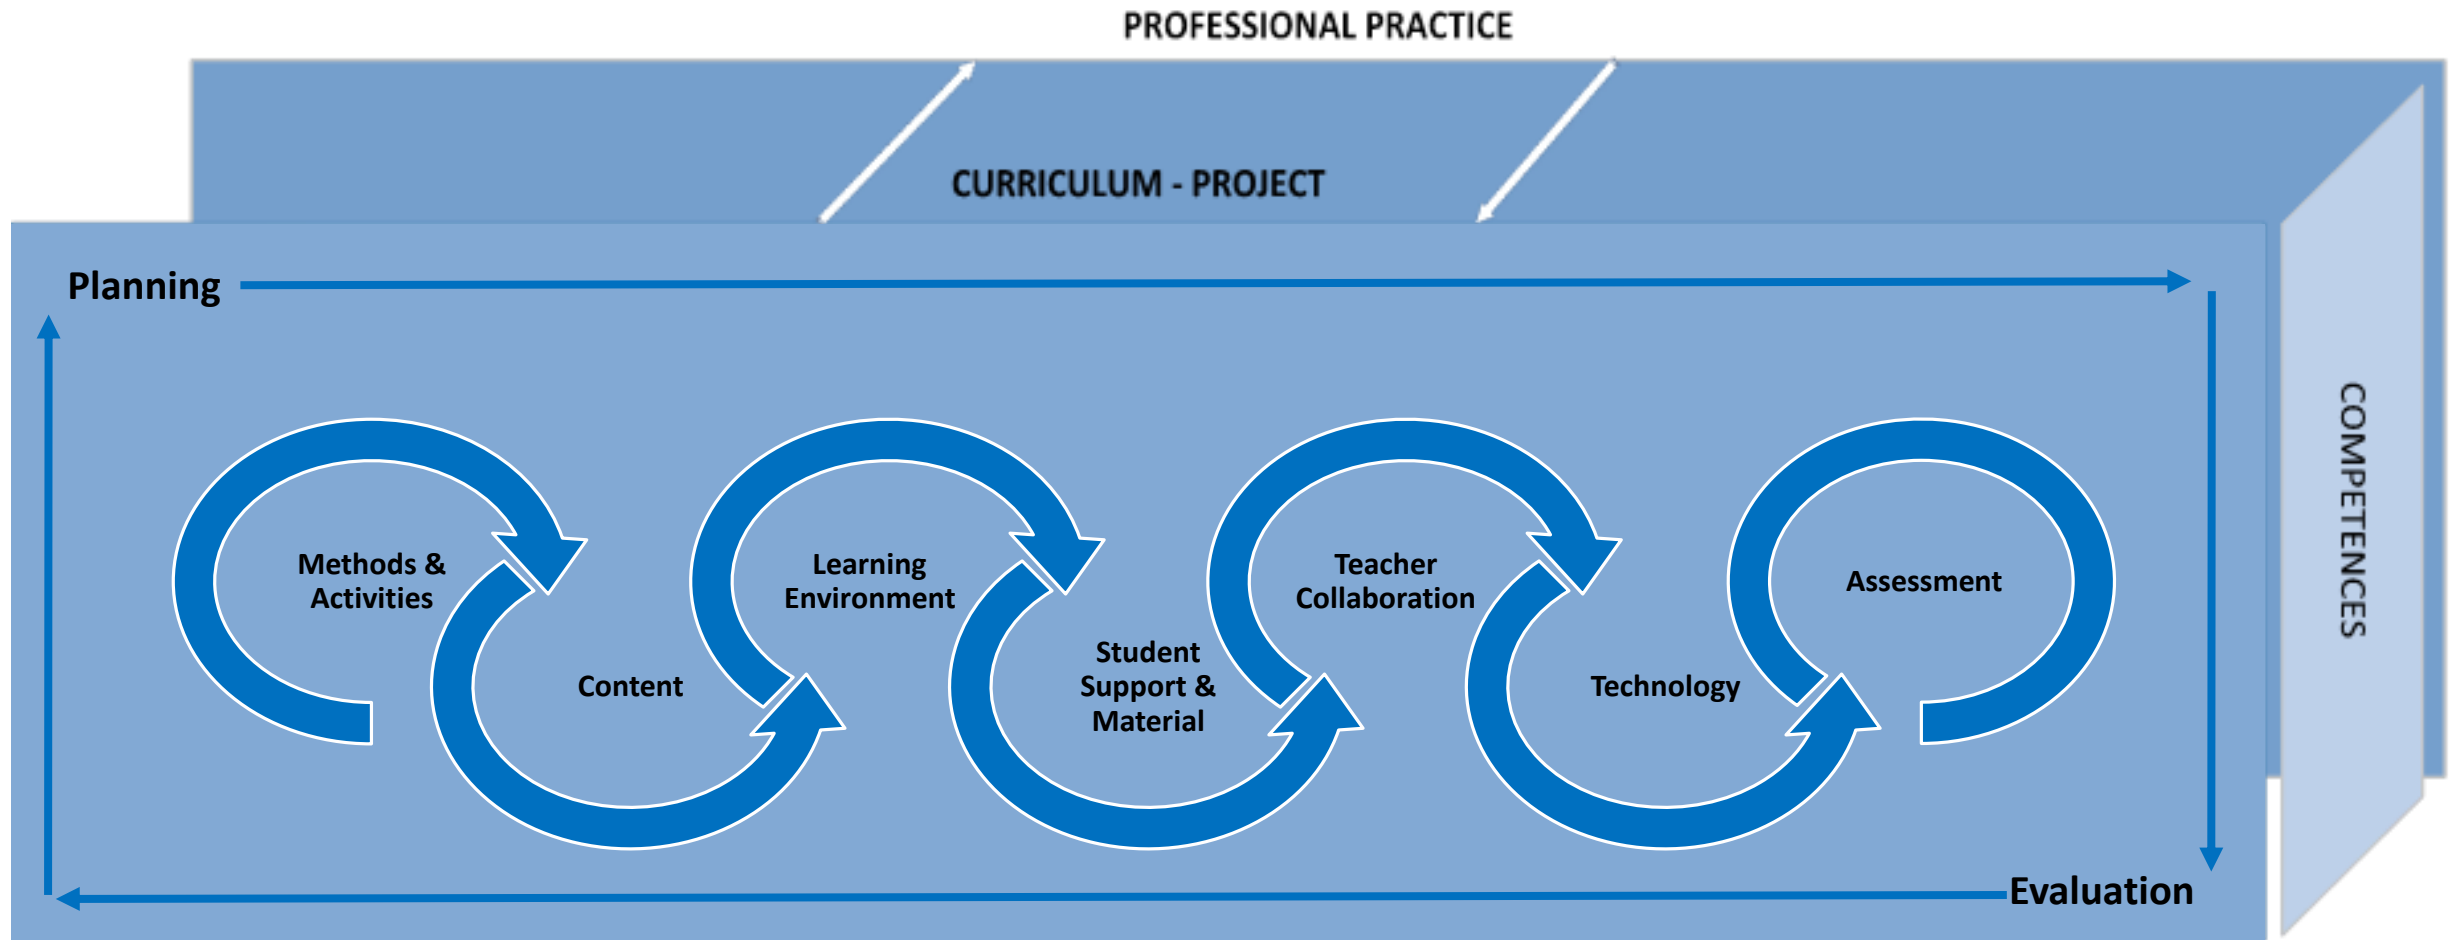 PROFESSIONAL PRACTICE
CURRICULUM - PROJECT
Planning
Methods &
Activities
Content
Learning
Environment
Student
Support &
Material
Teacher
Collaboration
Technology
Assessment
COMPETENCES
Evaluation